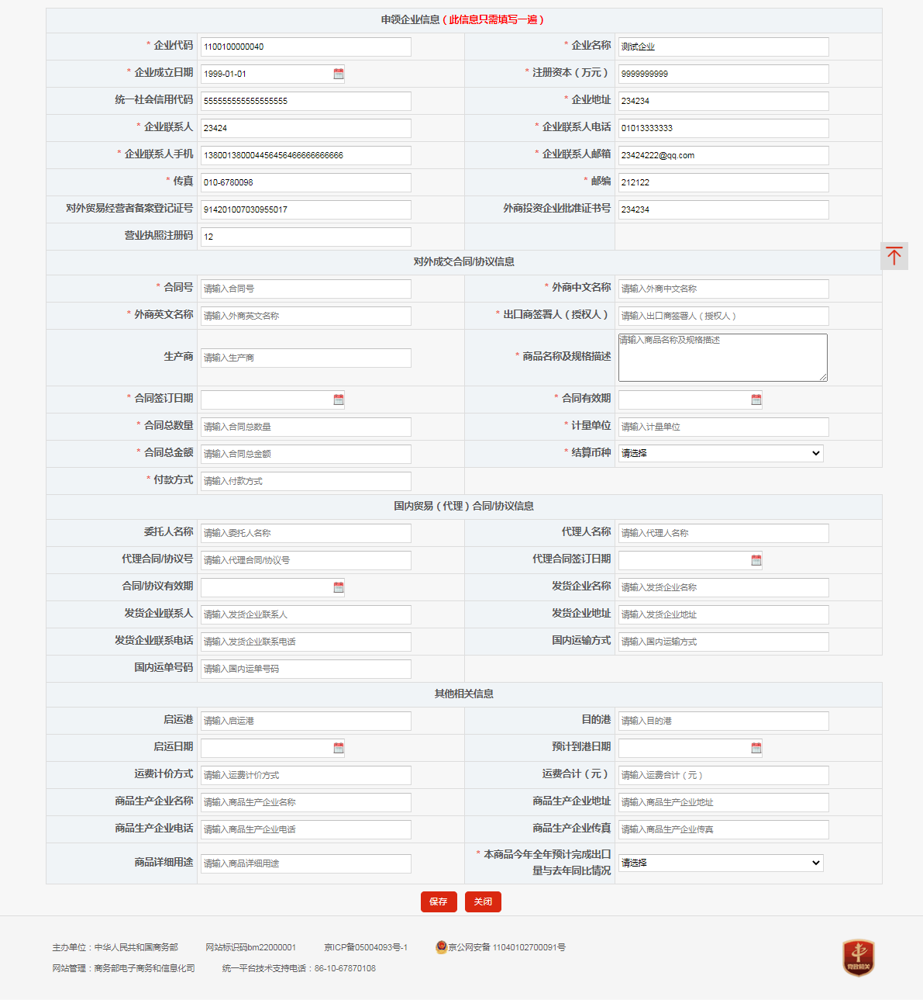 申领企业信息（此信息只需填写一遍）
* 企业代码 1100100000040 * 企业名称 测试企业
* 企业成立日期 1999-01-01 * 注册资本（万元） 9999999999
统一社会信用代码 555555555555555555 * 企业地址 234234
* 企业联系人 23424 * 企业联系人电话 01013333333
* 企业联系人手机 138001380004456456466666666666 * 企业联系人邮箱 23424222@qq.com
* 传真 010-6780098 * 邮编 212122
对外贸易经营者备案登记证号 914201007030955017 外商投资企业批准证书号 234234
营业执照注册码 12
对外成交合同/协议信息
* 合同号 请输入合同号 * 外商中文名称 请输入外商中文名称
* 外商英文名称 请输入外商英文名称 * 出口商签署人（授权人） 请输入出口商签署人（授权人）
生产商 请输入生产商 * 商品名称及规格描述 请输入商品名称及规格描述
* 合同签订日期 * 合同有效期
* 合同总数量 请输入合同总数量 * 计量单位 请输入计量单位
* 合同总金额 请输入合同总金额 * 结算币种 请选择
* 付款方式 请输入付款方式
国内贸易（代理）合同/协议信息
委托人名称 请输入委托人名称 代理人名称 请输入代理人名称
代理合同/协议号 请输入代理合同/协议号 代理合同签订日期
合同/协议有效期 发货企业名称 请输入发货企业名称
发货企业联系人 请输入发货企业联系人 发货企业地址 请输入发货企业地址
发货企业联系电话 请输入发货企业联系电话 国内运输方式 请输入国内运输方式
国内运单号码 请输入国内运单号码
其他相关信息
启运港 请输入启运港 目的港 请输入目的港
启运日期 预计到港日期
运费计价方式 请输入运费计价方式 运费合计（元） 请输入运费合计（元）
商品生产企业名称 请输入商品生产企业名称 商品生产企业地址 请输入商品生产企业地址
商品生产企业电话 请输入商品生产企业电话 商品生产企业传真 请输入商品生产企业传真
商品详细用途 请输入商品详细用途 * 本商品今年全年预计完成出口
量与去年同比情况 请选择
保存 关闭
主办单位：中华人民共和国商务部 网站标识码bm22000001 京ICP备05004093号-1 京公网安备 11040102700091号
网站管理：商务部电子商务和信息化司 统一平台技术支持电话：86-10-67870108
党政机关